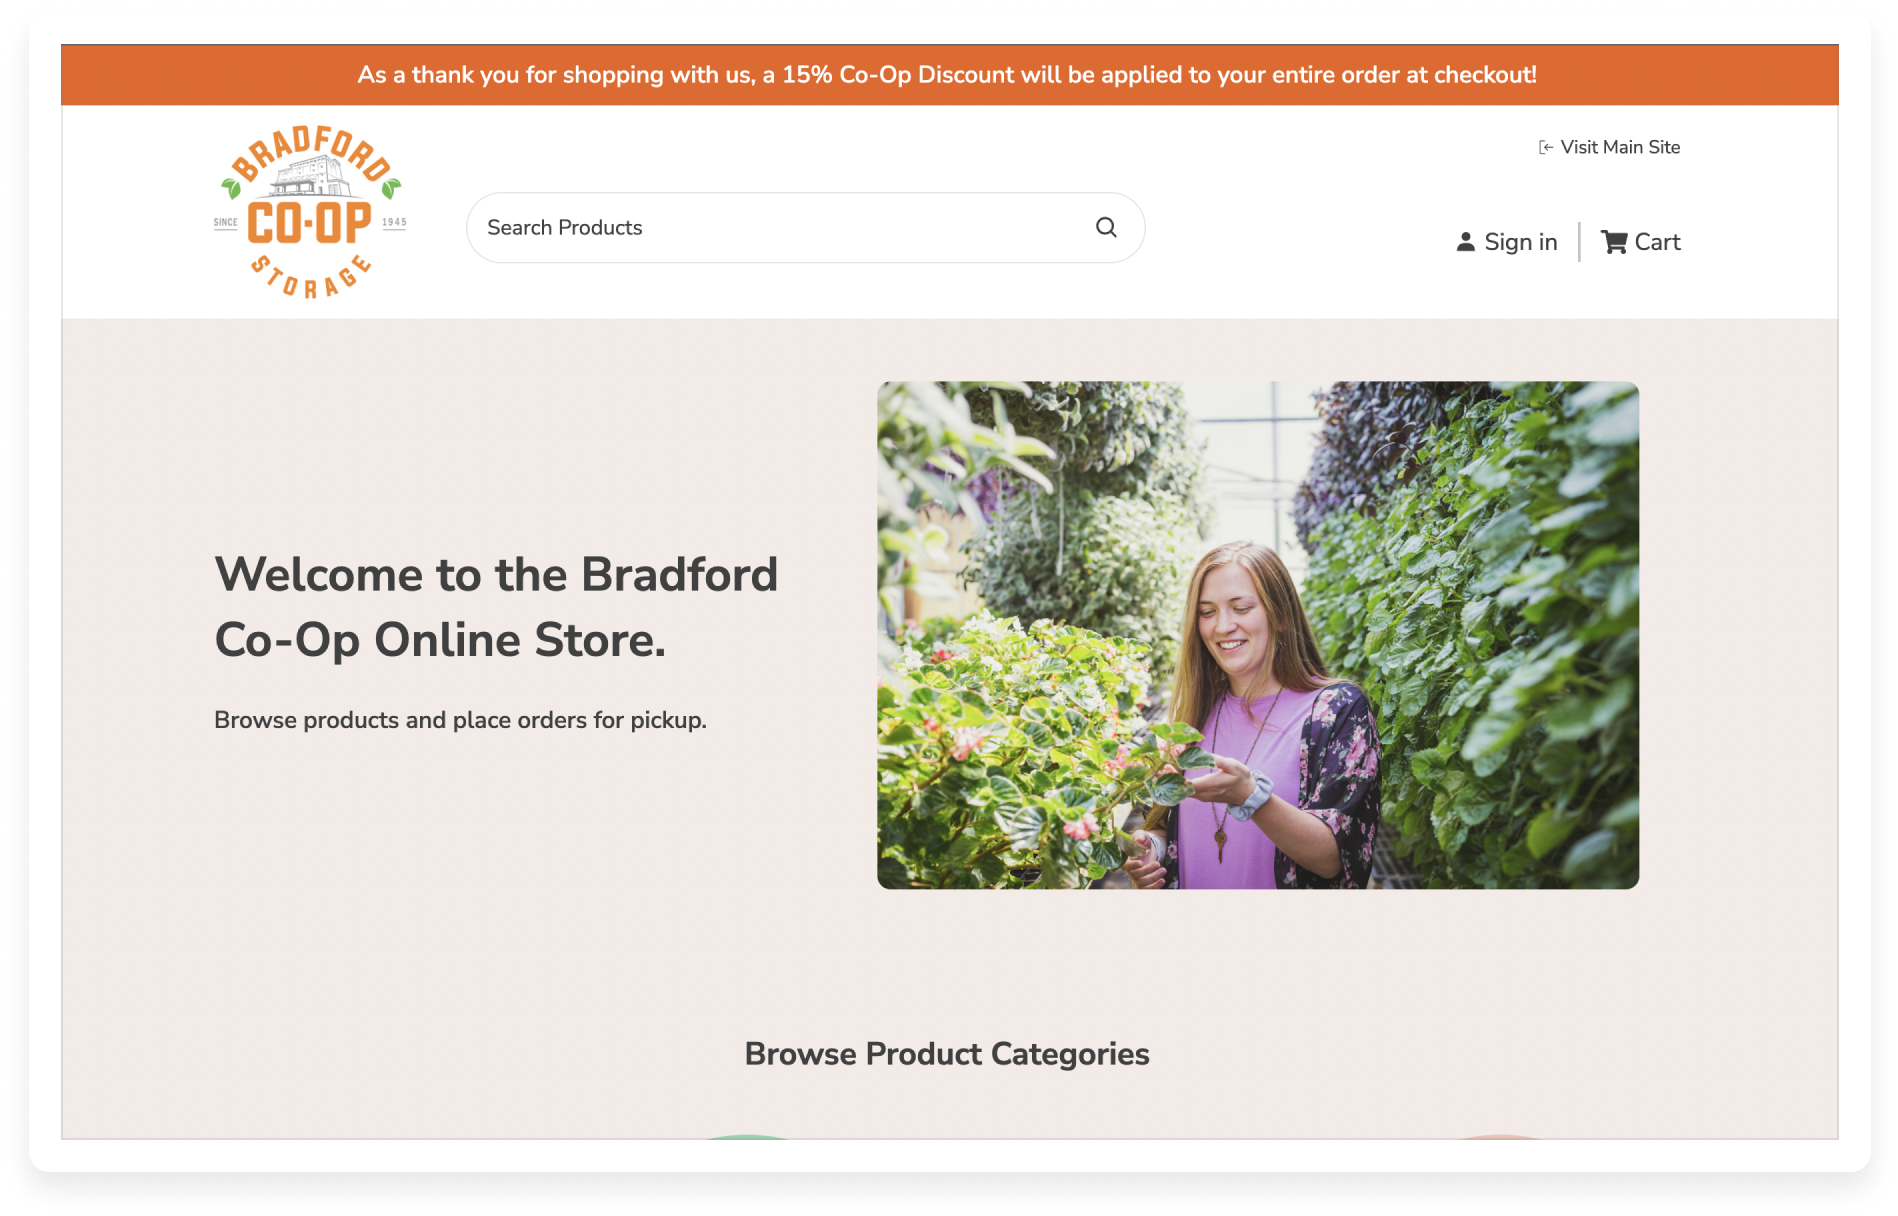 As a thank you for shopping with us, a 15% Co-Op Discount will be applied to your entire order at checkout!
BRADFORD
SINCE CO-OP 1945
STORAGE
Visit Main Site
Search Products
Sign in
Cart
Welcome to the Bradford
Co-Op Online Store.
Browse products and place orders for pickup.
Browse Product Categories